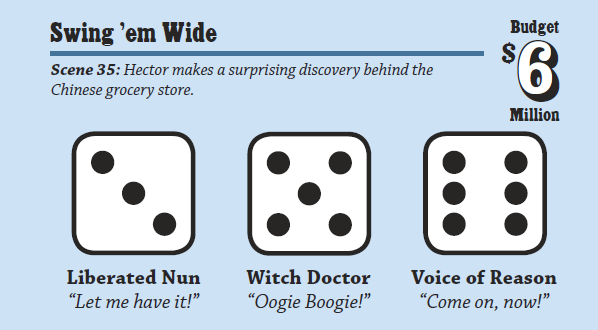 Swing ’em Wide
Budget
$6
Million
Scene 35: Hector makes a surprising discovery behind the
Chinese grocery store.
Liberated Nun
“Let me have it!”
Witch Doctor
“Oogie Boogie!”
Voice of Reason
“Come on, now!”